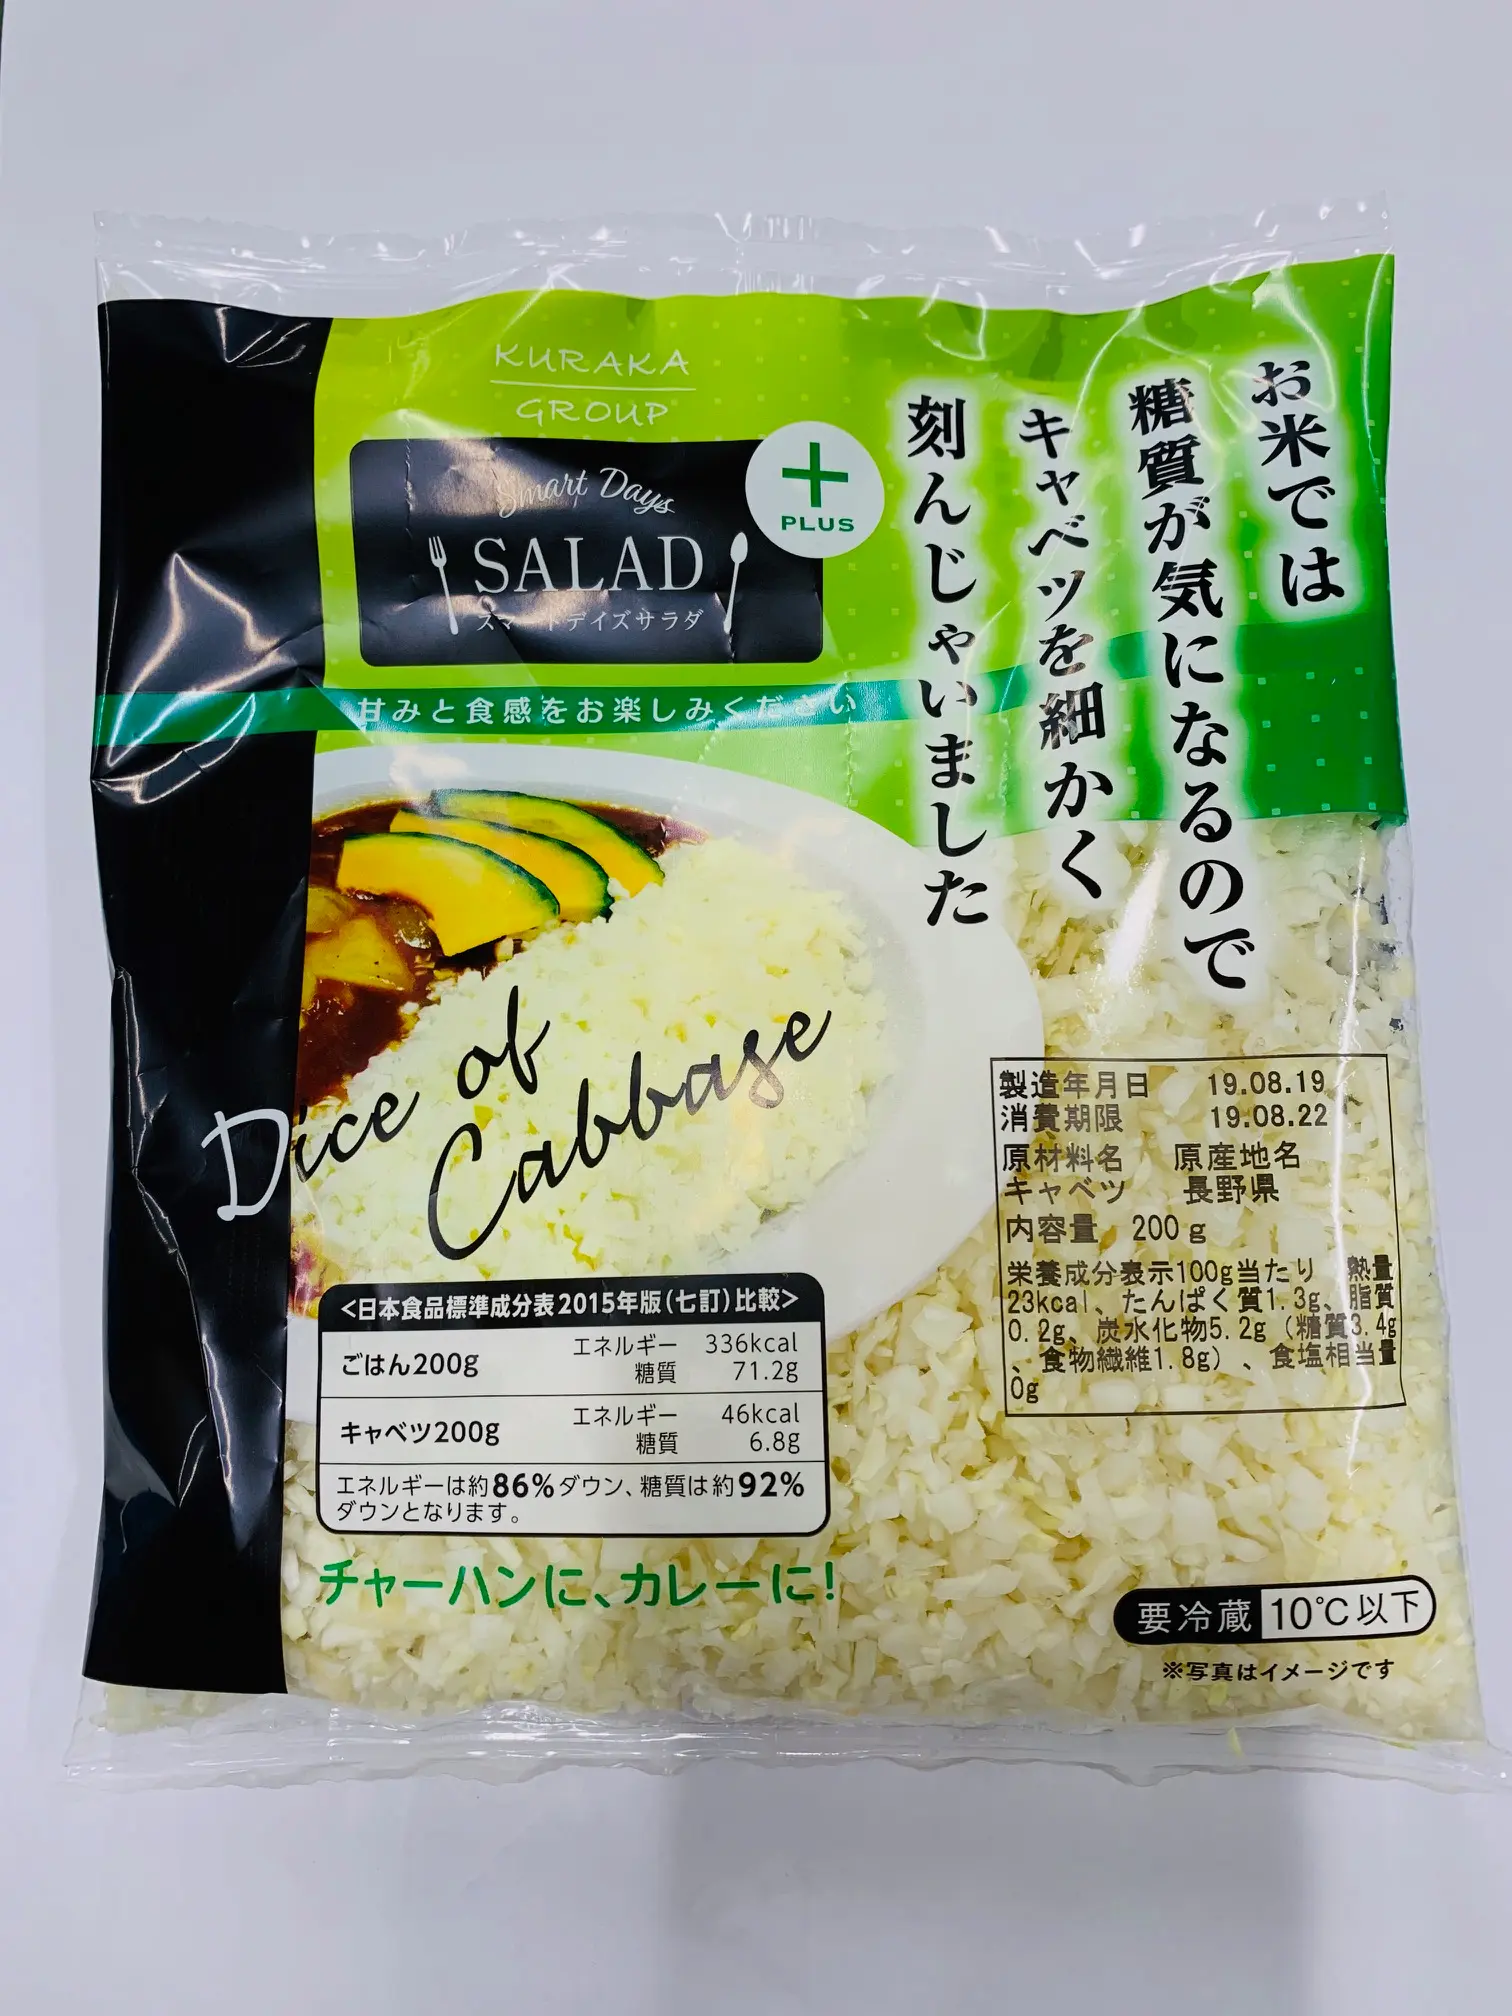 KURAKA
GROUP
Smart Days
SALAD
スマートデイズサラダ
PLUS
甘みと食感をお楽しみください
お米では
糖質が気になるので
キャベツを細かく
刻んじゃいました
Dice of
Cabbage
製造年月日 19.08.19
消費期限 19.08.22
原材料名 原産地名
キャベツ 長野県
内容量 200g
栄養成分表示100g当たり 熱量
23kcal、たんぱく質1.3g、脂質
0.2g、炭水化物5.2g(糖質3.4g
、食物繊維1.8g)、食塩相当量
0g
<日本食品標準成分表2015年版(七訂)比較>
ごはん200g エネルギー 336kcal
糖質 71.2g
キャベツ200g エネルギー 46kcal
糖質 6.8g
エネルギーは約86%ダウン、糖質は約92%
ダウンとなります。
チャーハンに、カレーに!
要冷蔵 10℃以下
※写真はイメージです